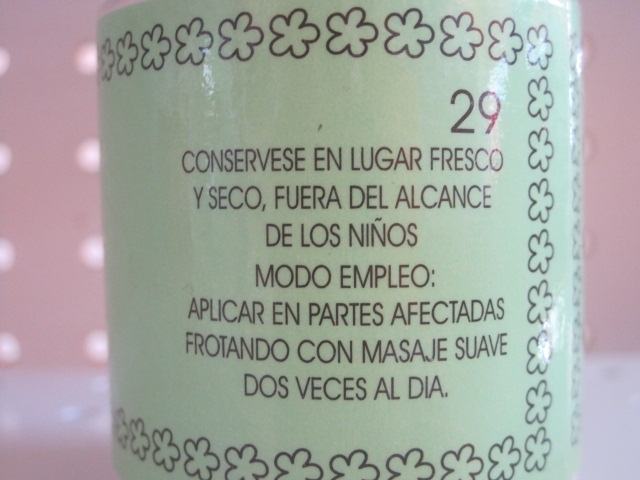 29
CONSERVESE EN LUGAR FRESCO
Y SECO, FUERA DEL ALCANCE
DE LOS NIÑOS
MODO EMPLEO:
APLICAR EN PARTES AFECTADAS
FROTANDO CON MASAJE SUAVE
DOS VECES AL DIA.